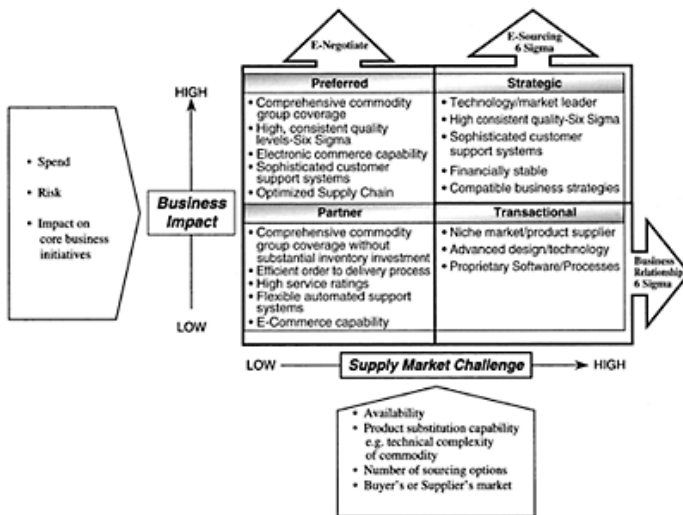 E-Negotiate
E-Sourcing
6 Sigma
HIGH
Preferred
• Comprehensive commodity
group coverage
• High, consistent quality
levels-Six Sigma
• Electronic commerce capability
• Sophisticated customer
support systems
• Optimized Supply Chain
Strategic
• Technology/market leader
• High consistent quality-Six Sigma
• Sophisticated customer
support systems
• Financially stable
• Compatible business strategies
• Spend
• Risk
• Impact on
core business
initiatives
Business
Impact
Partner
• Comprehensive commodity
group coverage without
substantial inventory investment
• Efficient order to delivery process
• High service ratings
• Flexible automated support
systems
• E-Commerce capability
Transactional
• Niche market/product supplier
• Advanced design/technology
• Proprietary Software/Processes
Business
Relationship
6 Sigma
LOW
LOW
Supply Market Challenge
HIGH
• Availability
• Product substitution capability
e.g. technical complexity
of commodity
• Number of sourcing options
• Buyer's or Supplier's market